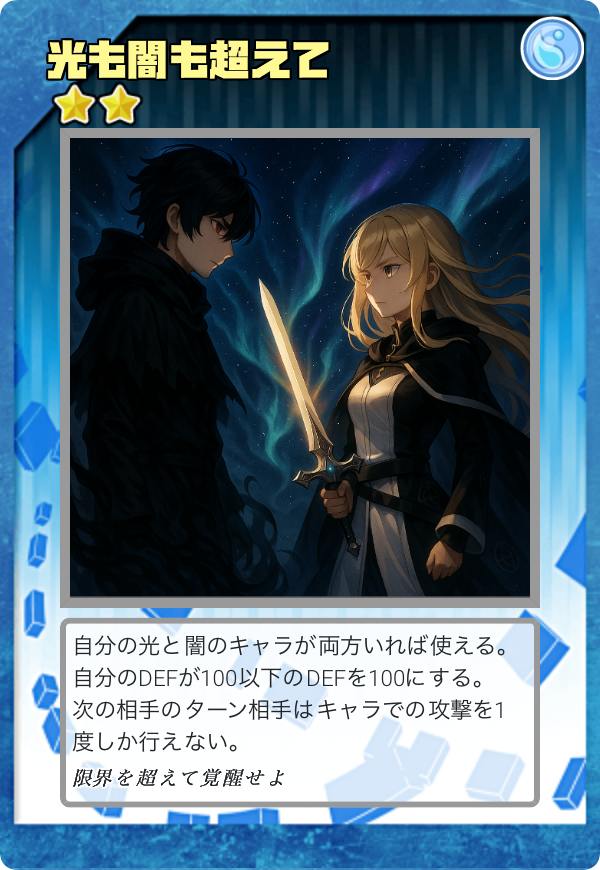 光も闇も超えて
自分の光と闇のキャラが両方いれば使える。
自分のDEFが100以下のDEFを100にする。
次の相手のターン相手はキャラでの攻撃を1
度しか行えない。
限界を超えて覚醒せよ